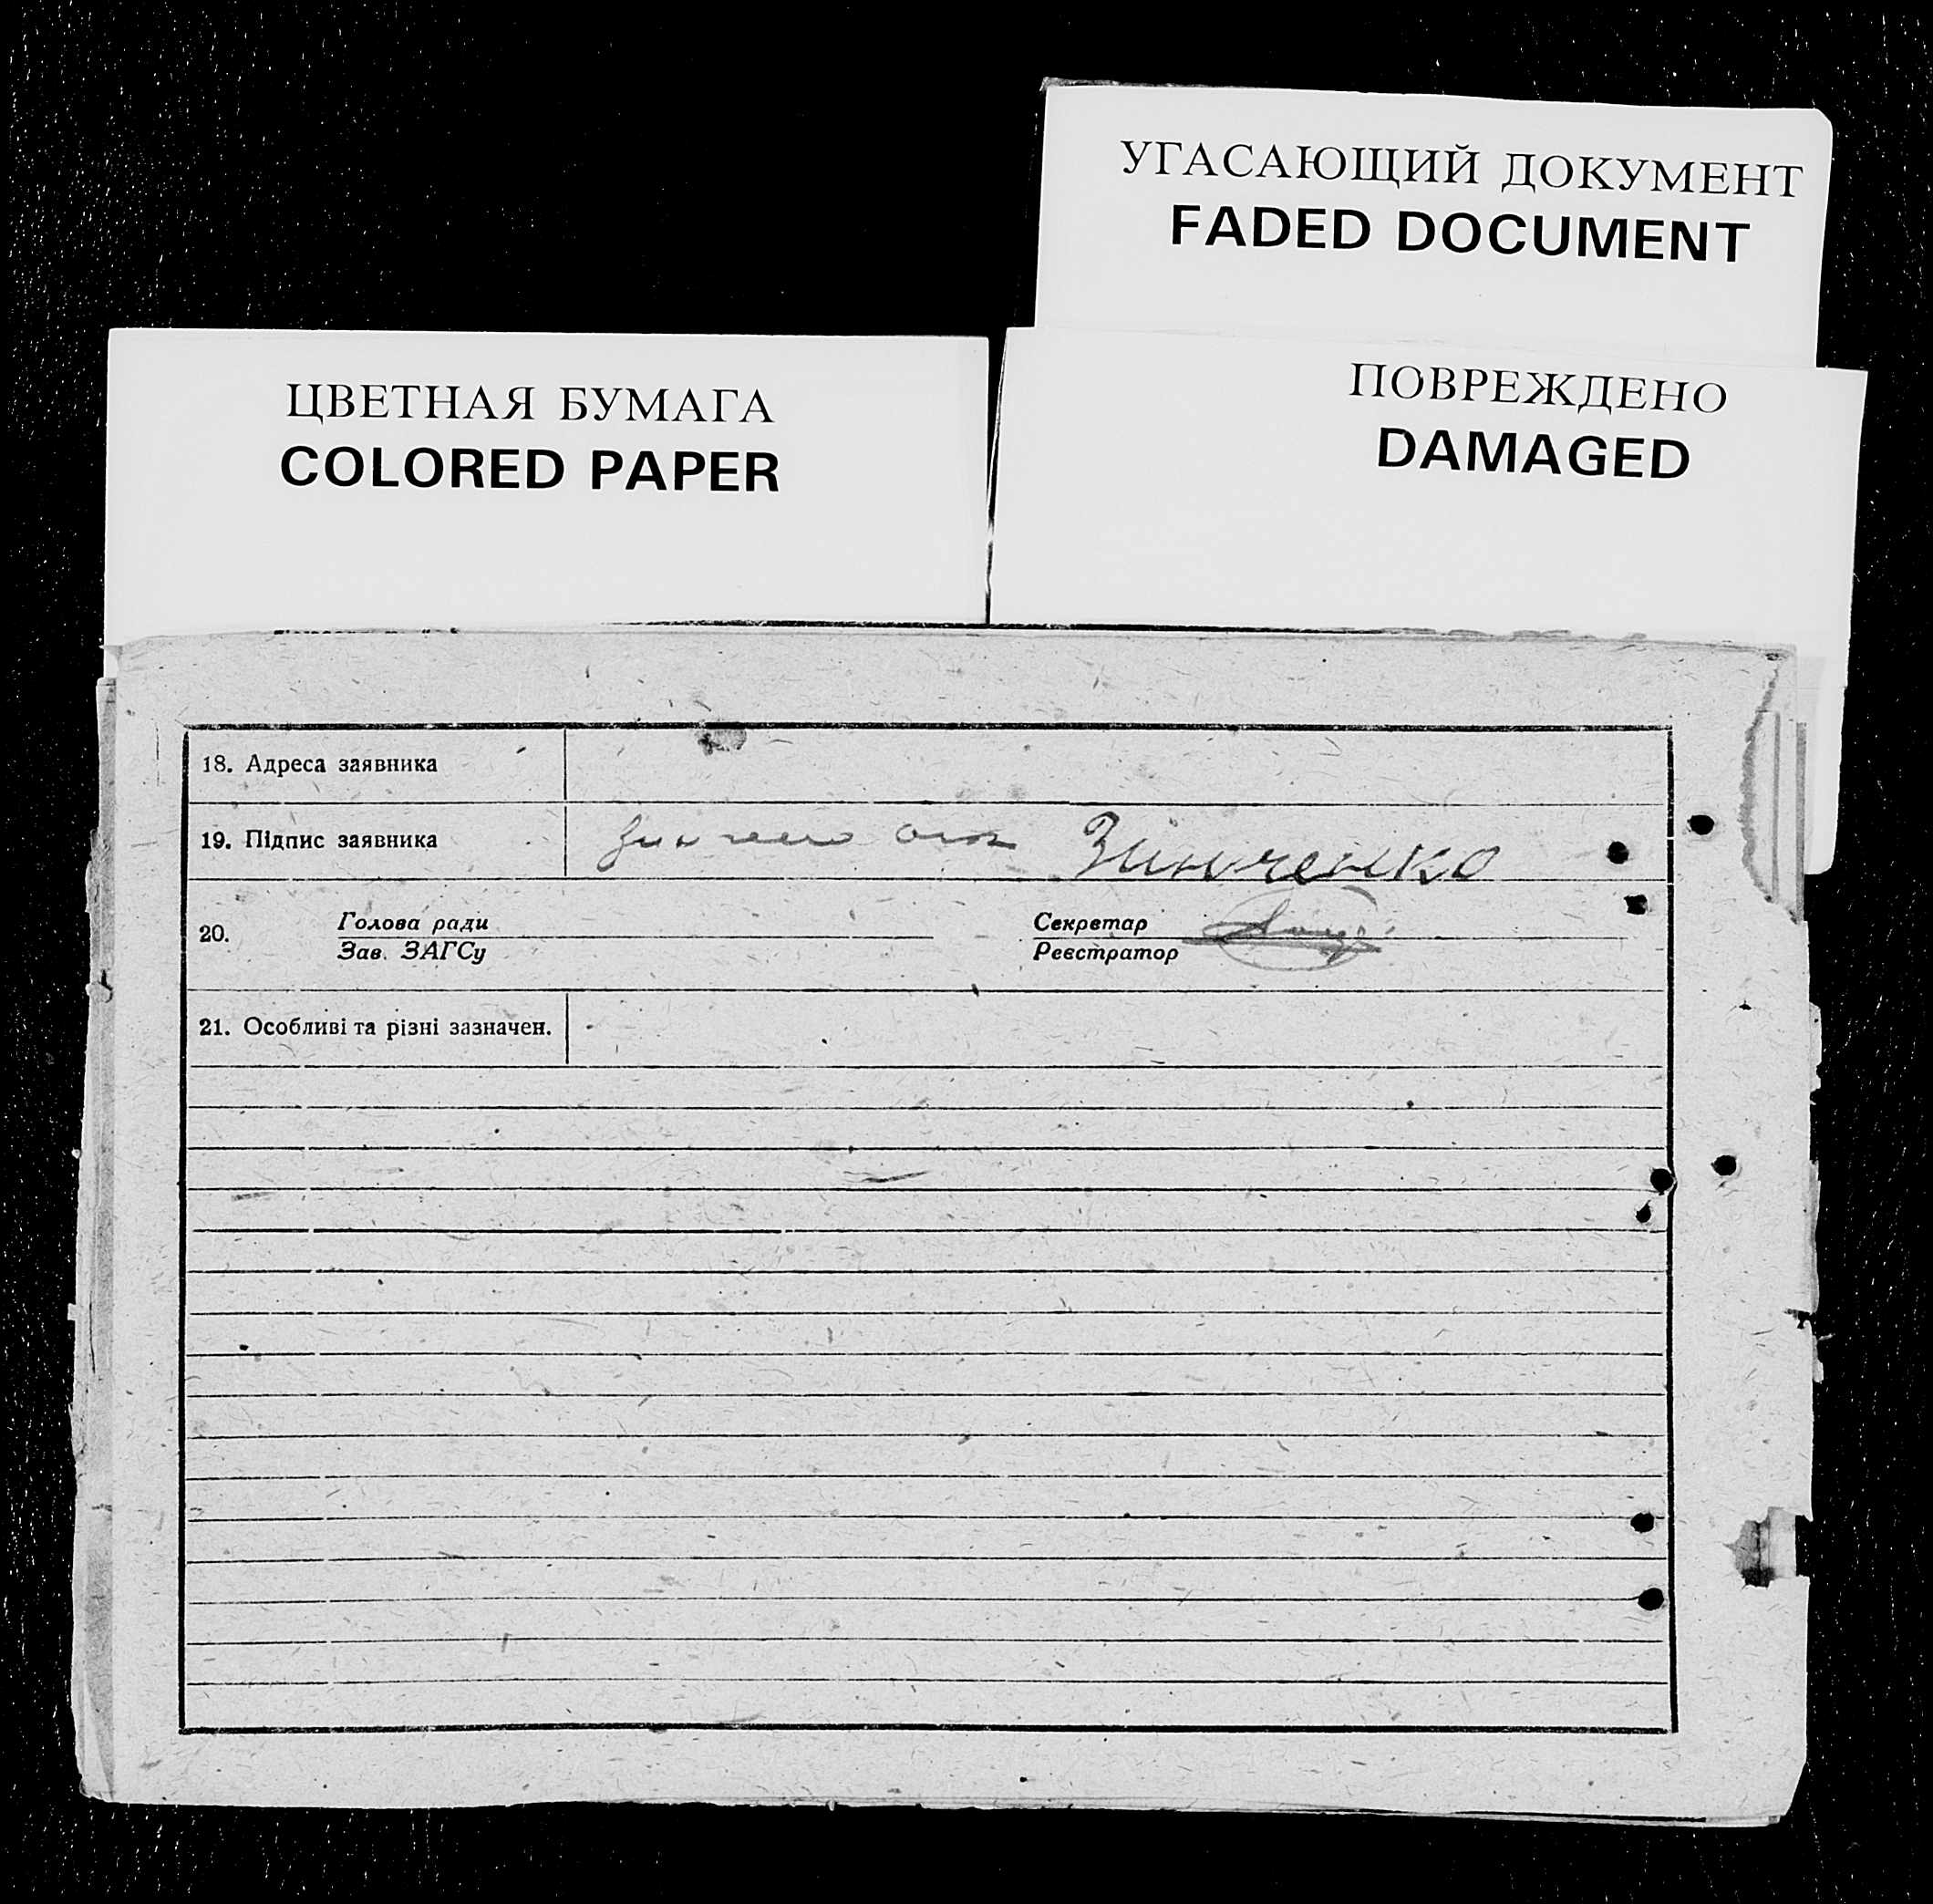 УГАСАЮЩИЙ ДОКУМЕНТ
FADED DOCUMENT
ЦВЕТНАЯ БУМАГА
COLORED PAPER
ПОВРЕЖДЕНО
DAMAGED
18. Адреса заявника
19. Підпис заявника Зинченко
20. Голова ради Секретар
Зав. ЗАГСу Реєстратор
21. Особливі та різні зазначен.